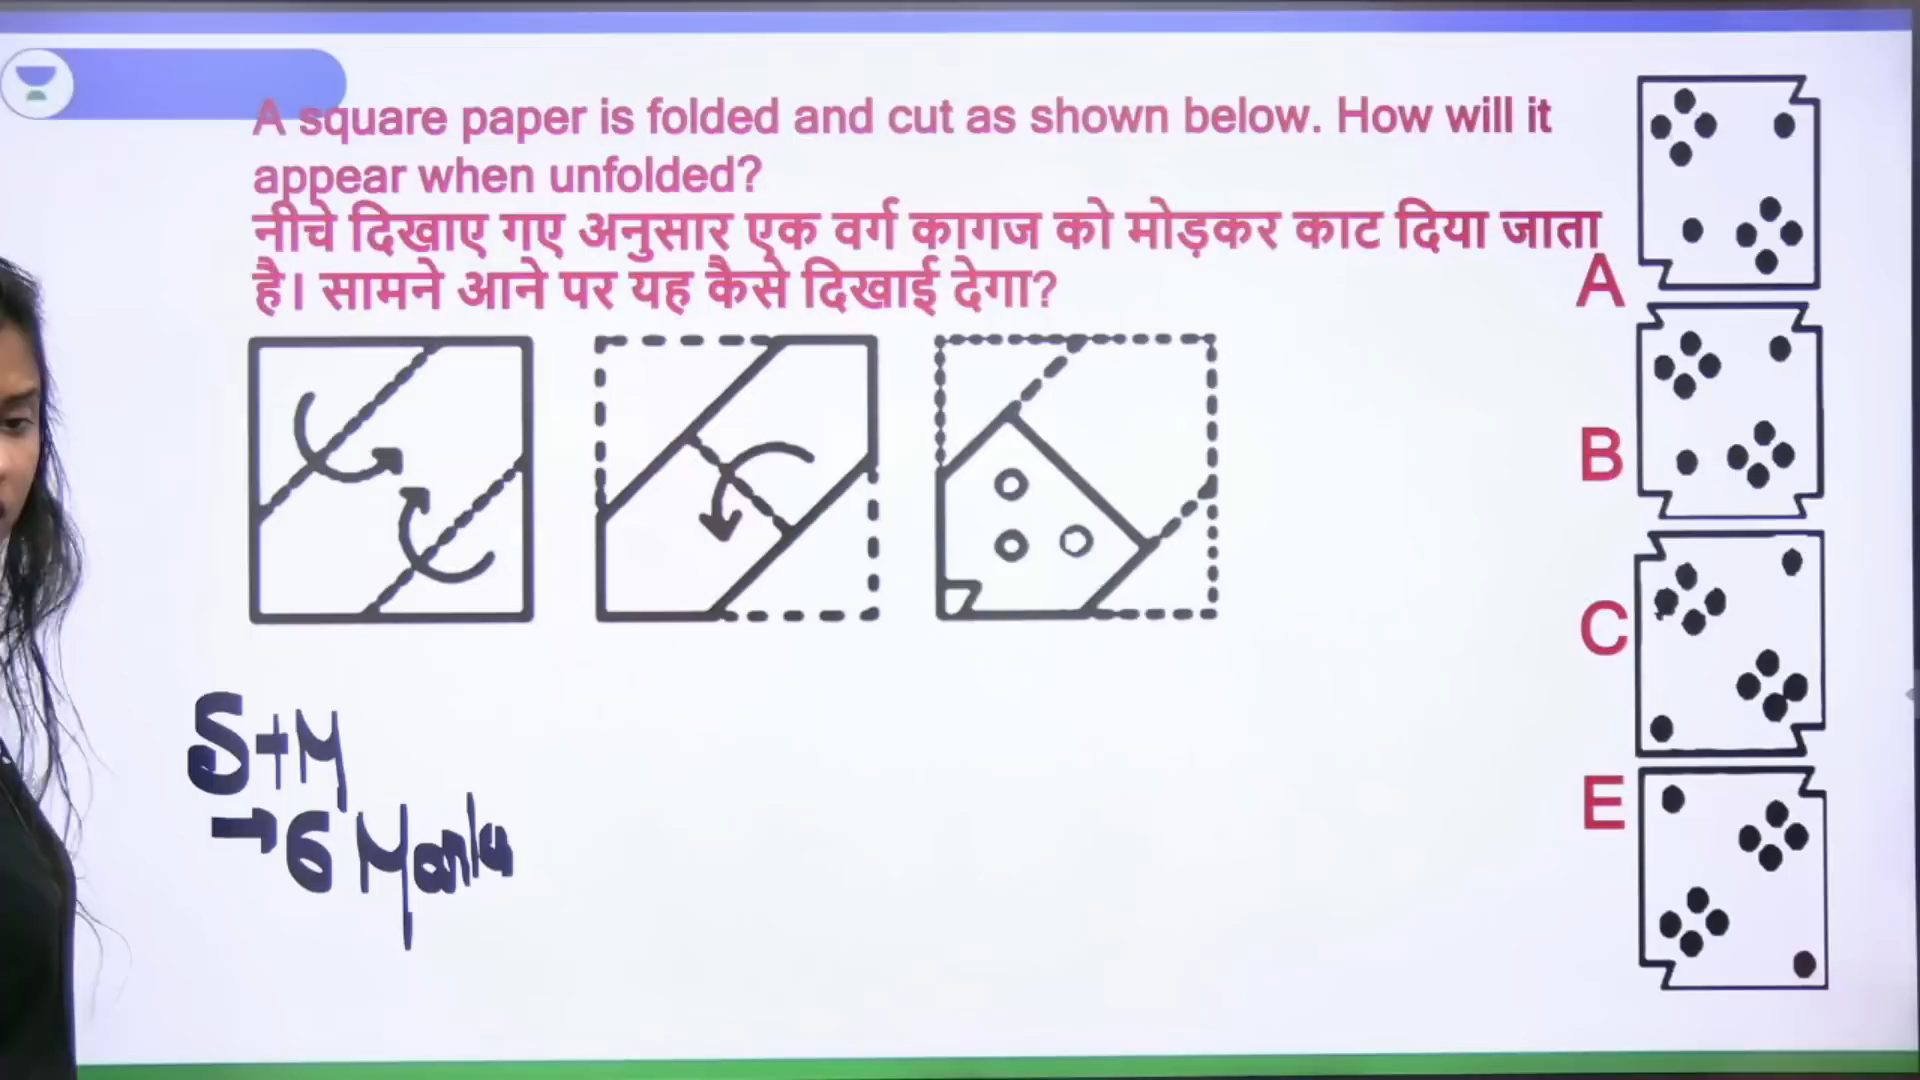 A square paper is folded and cut as shown below. How will it
appear when unfolded?
नीचे दिखाए गए अनुसार एक वर्ग कागज को मोड़कर काट दिया जाता
है। सामने आने पर यह कैसे दिखाई देगा?
A
B
C
E
S+M
→6 Marks